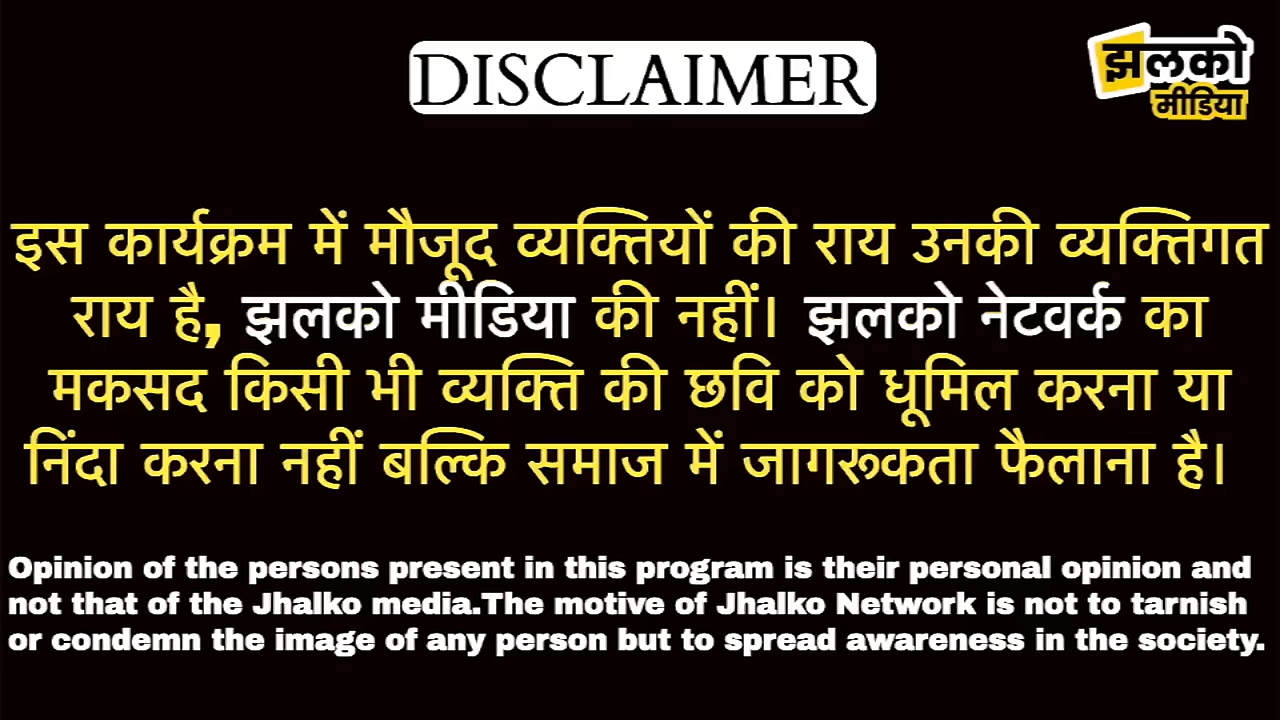 DISCLAIMER
झलको
मीडिया
इस कार्यक्रम में मौजूद व्यक्तियों की राय उनकी व्यक्तिगत
राय है, झलको मीडिया की नहीं। झलको नेटवर्क का
मकसद किसी भी व्यक्ति की छवि को धूमिल करना या
निंदा करना नहीं बल्कि समाज में जागरूकता फैलाना है।
Opinion of the persons present in this program is their personal opinion and
not that of the Jhalko media.The motive of Jhalko Network is not to tarnish
or condemn the image of any person but to spread awareness in the society.